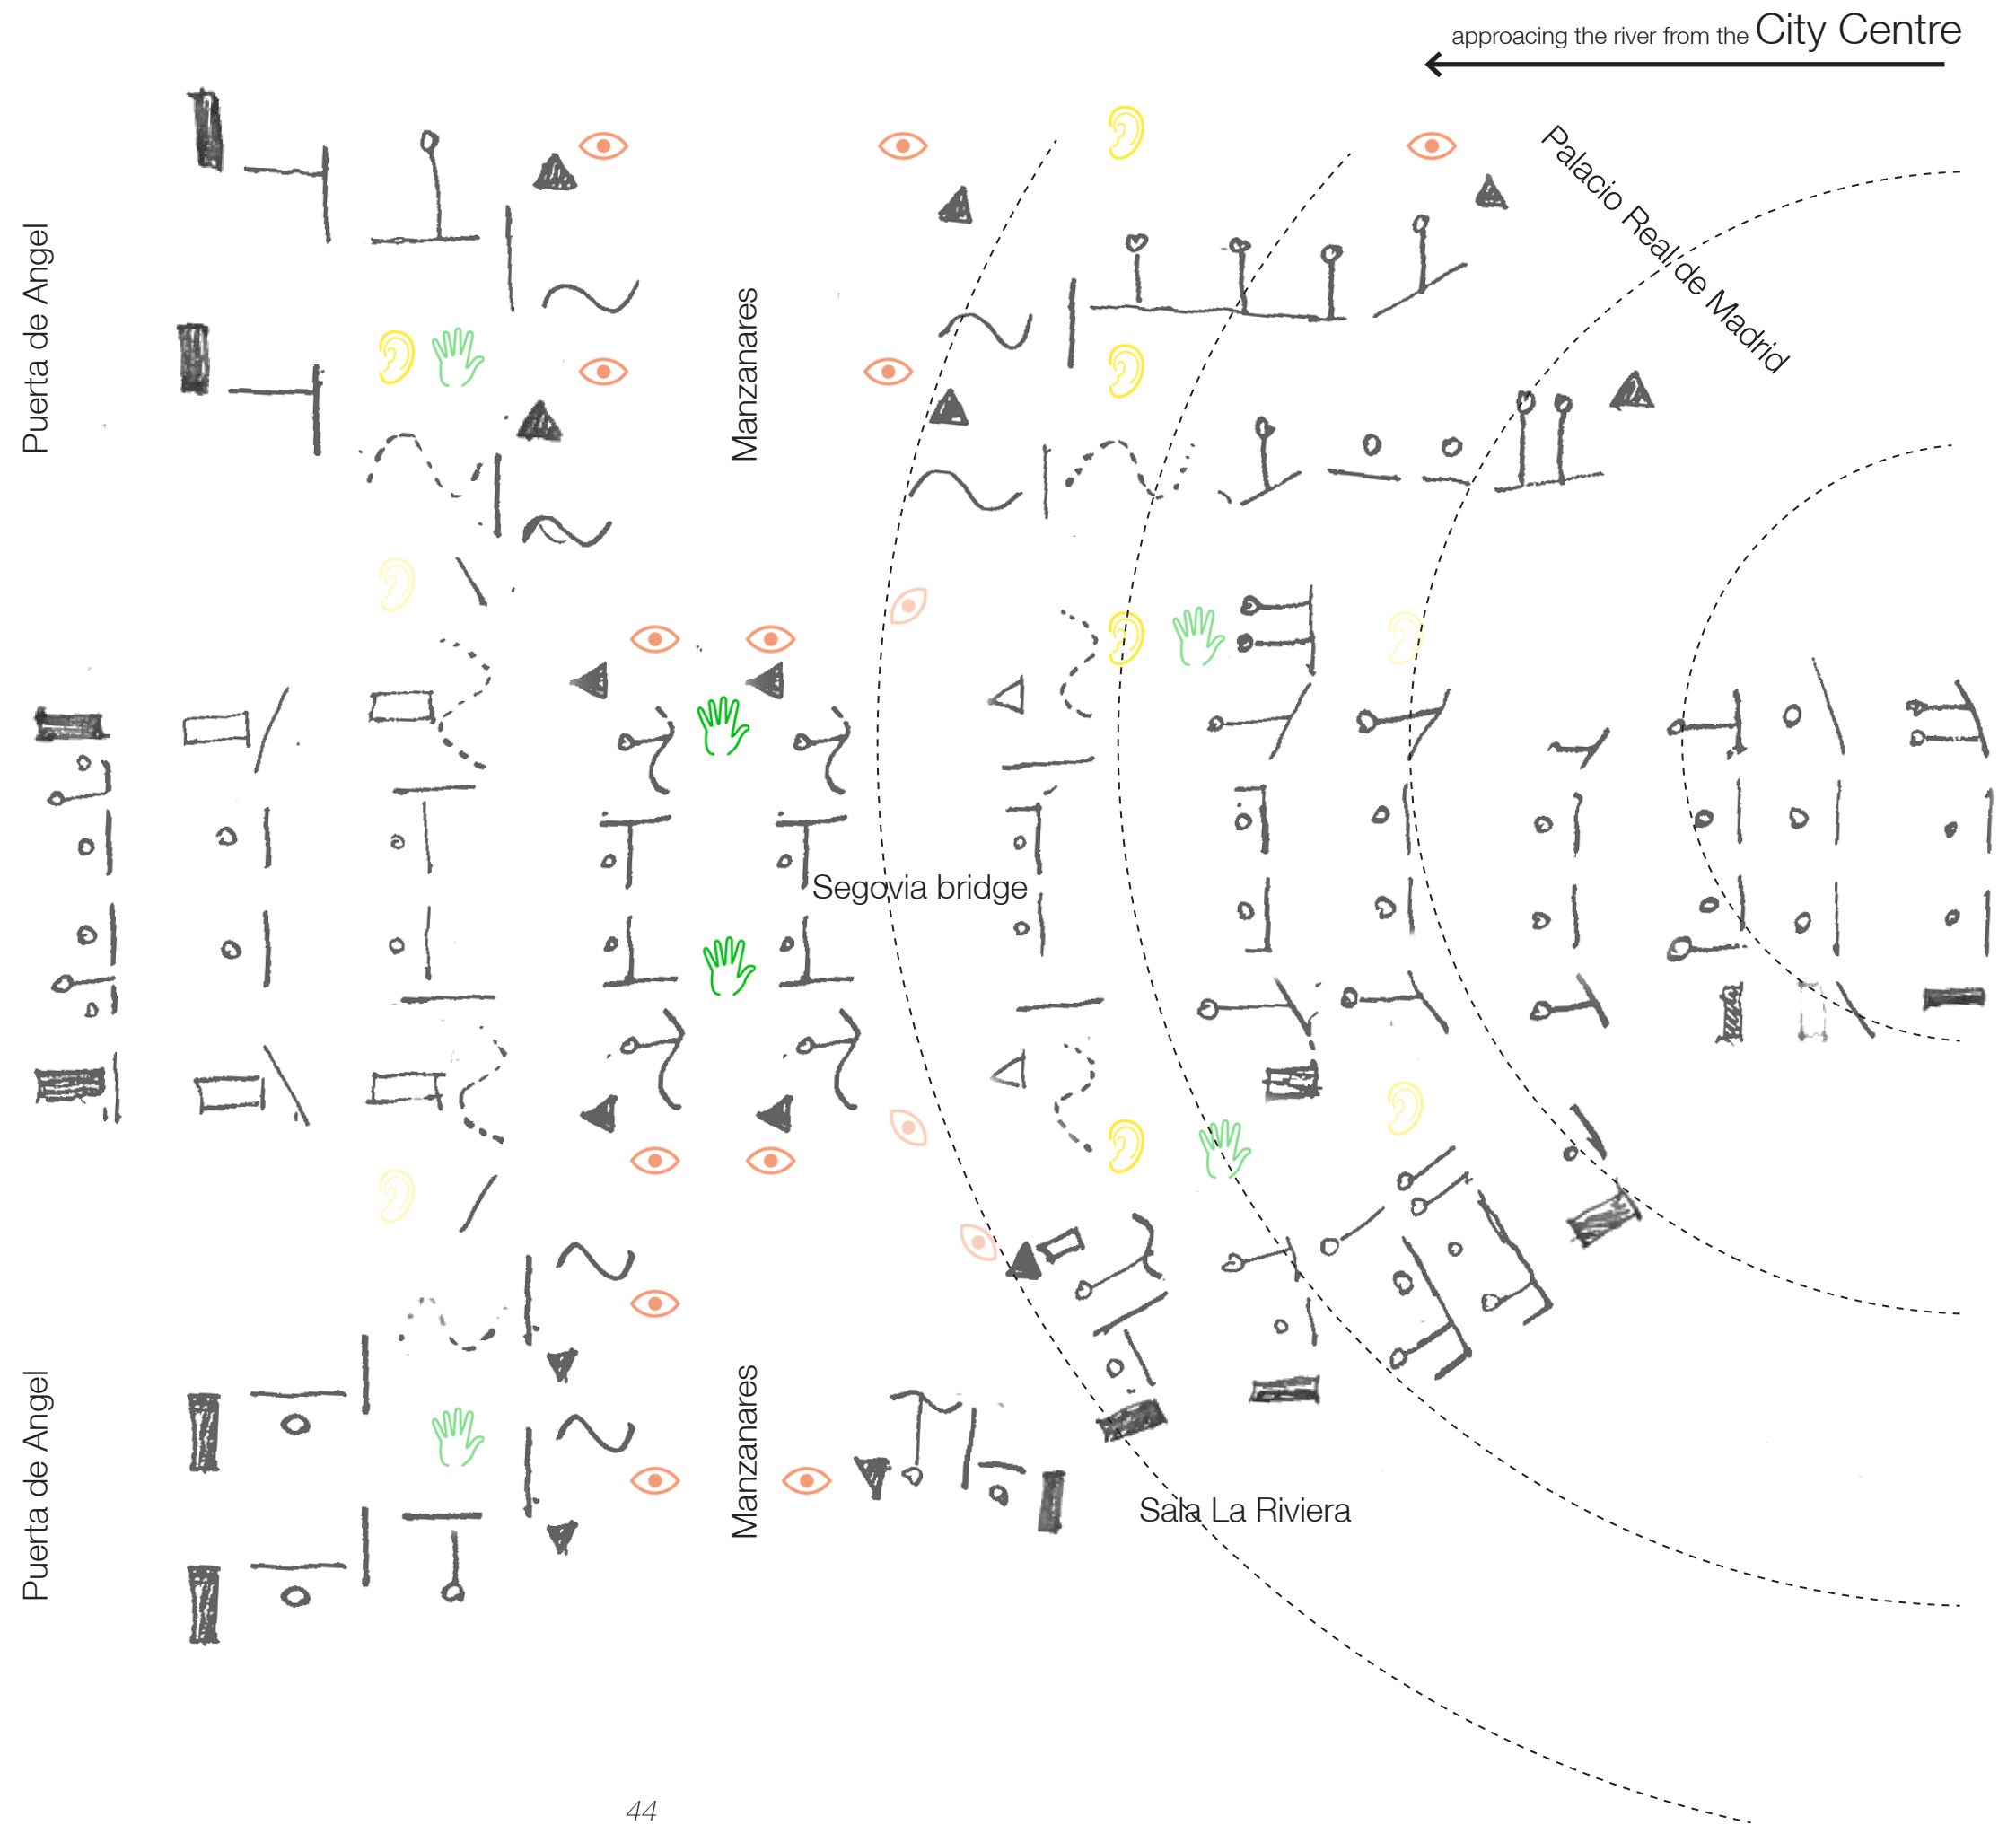 approacing the river from the City Centre
Palacio Real de Madrid
Puerta de Angel
Manzanares
Segovia bridge
Puerta de Angel
Manzanares
Sala La Riviera
44